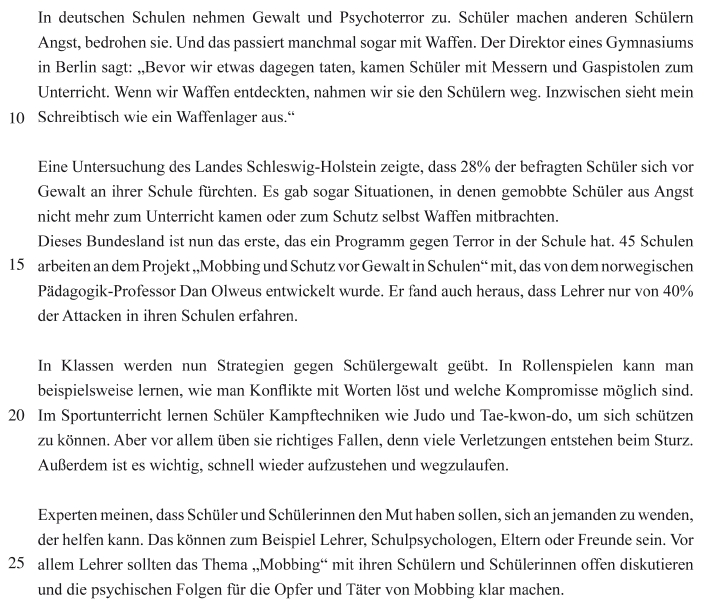 In deutschen Schulen nehmen Gewalt und Psychoterror zu. Schüler machen anderen Schülern
Angst, bedrohen sie. Und das passiert manchmal sogar mit Waffen. Der Direktor eines Gymnasiums
in Berlin sagt: „Bevor wir etwas dagegen taten, kamen Schüler mit Messern und Gaspistolen zum
Unterricht. Wenn wir Waffen entdeckten, nahmen wir sie den Schülern weg. Inzwischen sieht mein
10 Schreibtisch wie ein Waffenlager aus.“
Eine Untersuchung des Landes Schleswig-Holstein zeigte, dass 28% der befragten Schüler sich vor
Gewalt an ihrer Schule fürchten. Es gab sogar Situationen, in denen gemobbte Schüler aus Angst
nicht mehr zum Unterricht kamen oder zum Schutz selbst Waffen mitbrachten.
Dieses Bundesland ist nun das erste, das ein Programm gegen Terror in der Schule hat. 45 Schulen
15 arbeiten an dem Projekt „Mobbing und Schutz vor Gewalt in Schulen“ mit, das von dem norwegischen
Pädagogik-Professor Dan Olweus entwickelt wurde. Er fand auch heraus, dass Lehrer nur von 40%
der Attacken in ihren Schulen erfahren.
In Klassen werden nun Strategien gegen Schülergewalt geübt. In Rollenspielen kann man
beispielsweise lernen, wie man Konflikte mit Worten löst und welche Kompromisse möglich sind.
20 Im Sportunterricht lernen Schüler Kampftechniken wie Judo und Tae-kwon-do, um sich schützen
zu können. Aber vor allem üben sie richtiges Fallen, denn viele Verletzungen entstehen beim Sturz.
Außerdem ist es wichtig, schnell wieder aufzustehen und wegzulaufen.
Experten meinen, dass Schüler und Schülerinnen den Mut haben sollen, sich an jemanden zu wenden,
der helfen kann. Das können zum Beispiel Lehrer, Schulpsychologen, Eltern oder Freunde sein. Vor
25 allem Lehrer sollten das Thema „Mobbing“ mit ihren Schülern und Schülerinnen offen diskutieren
und die psychischen Folgen für die Opfer und Täter von Mobbing klar machen.